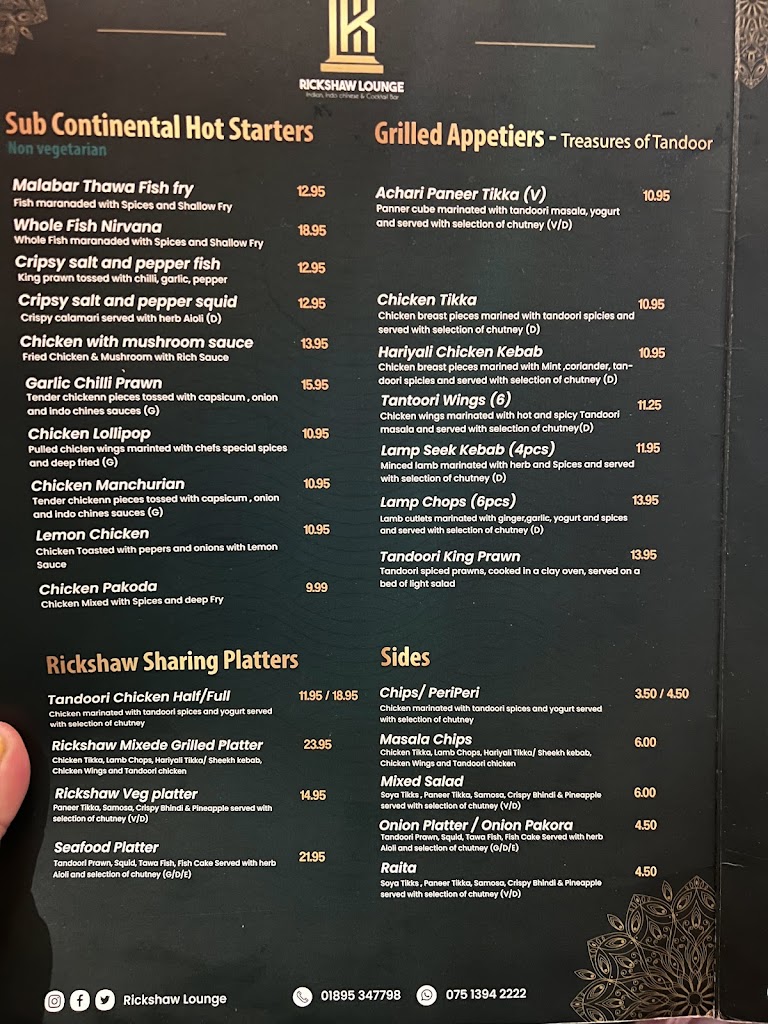 RICKSHAW LOUNGE
Indian, Indo chinese & Cocktail Bar
Sub Continental Hot Starters
Non vegetarian
Malabar Thawa Fish fry 12.95
Fish maranaded with Spices and Shallow Fry
Whole Fish Nirvana 18.95
Whole Fish maranaded with Spices and Shallow Fry
Cripsy salt and pepper fish 12.95
King prawn tossed with chilli, garlic, pepper
Cripsy salt and pepper squid 12.95
Crispy calamari served with herb Aioli (D)
Chicken with mushroom sauce 13.95
Fried Chicken & Mushroom with Rich Sauce
Garlic Chilli Prawn 15.95
Tender chickenn pieces tossed with capsicum , onion
and indo chines sauces (G)
Chicken Lollipop 10.95
Pulled chiclen wings marinted with chefs special spices
and deep fried (G)
Chicken Manchurian 10.95
Tender chickenn pieces tossed with capsicum , onion
and indo chines sauces (G)
Lemon Chicken 10.95
Chicken Toasted with pepers and onions with Lemon
Sauce
Chicken Pakoda 9.99
Chicken Mixed with Spices and deep Fry
Grilled Appetiers - Treasures of Tandoor
Achari Paneer Tikka (V) 10.95
Panner cube marinated with tandoori masala, yogurt
and served with selection of chutney (V/D)
Chicken Tikka 10.95
Chicken breast pieces marined with tandoori spicies and
served with selection of chutney (D)
Hariyali Chicken Kebab 10.95
Chicken breast pieces marined with Mint ,coriander, tan-
doori spicies and served with selection of chutney (D)
Tantoori Wings (6) 11.25
Chicken wings marinated with hot and spicy Tandoori
masala and served with selection of chutney(D)
Lamp Seek Kebab (4pcs) 11.95
Minced lamb marinated with herb and Spices and served
with selection of chutney (D)
Lamp Chops (6pcs) 13.95
Lamb cutlets marinated with ginger,garlic, yogurt and spices
and served with selection of chutney (D)
Tandoori King Prawn 13.95
Tandoori spiced prawns, cooked in a clay oven, served on a
bed of light salad
Rickshaw Sharing Platters
Tandoori Chicken Half/Full 11.95 / 18.95
Chicken marinated with tandoori spices and yogurt served
with selection of chutney
Rickshaw Mixede Grilled Platter 23.95
Chicken Tikka, Lamb Chops, Hariyali Tikka/ Sheekh kebab,
Chicken Wings and Tandoori chicken
Rickshaw Veg platter 14.95
Paneer Tikka, Samosa, Crispy Bhindi & Pineapple served with
selection of chutney (V/D)
Seafood Platter 21.95
Tandoori Prawn, Squid, Tawa Fish, Fish Cake Served with herb
Aioli and selection of chutney (G/D/E)
Sides
Chips/ PeriPeri 3.50 / 4.50
Chicken marinated with tandoori spices and yogurt served
with selection of chutney
Masala Chips 6.00
Chicken Tikka, Lamb Chops, Hariyali Tikka/ Sheekh kebab,
Chicken Wings and Tandoori chicken
Mixed Salad 6.00
Soya Tikks , Paneer Tikka, Samosa, Crispy Bhindi & Pineapple
served with selection of chutney (V/D)
Onion Platter / Onion Pakora 4.50
Tandoori Prawn, Squid, Tawa Fish, Fish Cake Served with herb
Aioli and selection of chutney (G/D/E)
Raita 4.50
Soya Tikks , Paneer Tikka, Samosa, Crispy Bhindi & Pineapple
served with selection of chutney (V/D)
Rickshaw Lounge 01895 347798 075 1394 2222